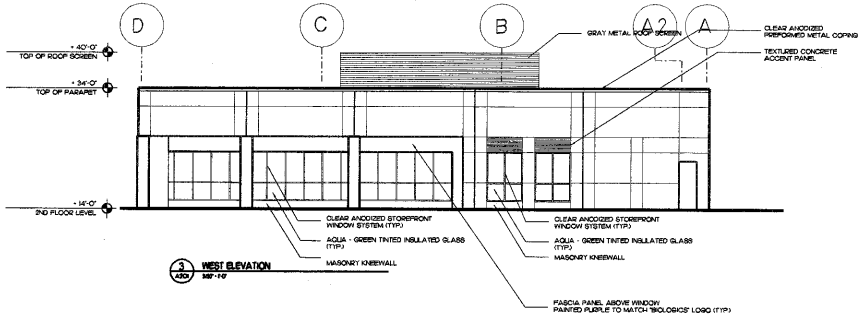 D
C
B
A2
A
+ 40'-0"
TOP OF ROOF SCREEN
+ 34'-0"
TOP OF PARAPET
+ 14'-0"
2ND FLOOR LEVEL
GRAY METAL ROOF SCREEN
CLEAR ANODIZED
PREFORMED METAL COPING
TEXTURED CONCRETE
ACCENT PANEL
CLEAR ANODIZED STOREFRONT
WINDOW SYSTEM (TYP.)
AQUA - GREEN TINTED INSULATED GLASS
(TYP.)
MASONRY KNEEWALL
CLEAR ANODIZED STOREFRONT
WINDOW SYSTEM (TYP.)
AQUA - GREEN TINTED INSULATED GLASS
(TYP.)
MASONRY KNEEWALL
3 WEST ELEVATION
A201
FASCIA PANEL ABOVE WINDOW
PAINTED PURPLE TO MATCH "BIOLOGICS" LOGO (TYP.)